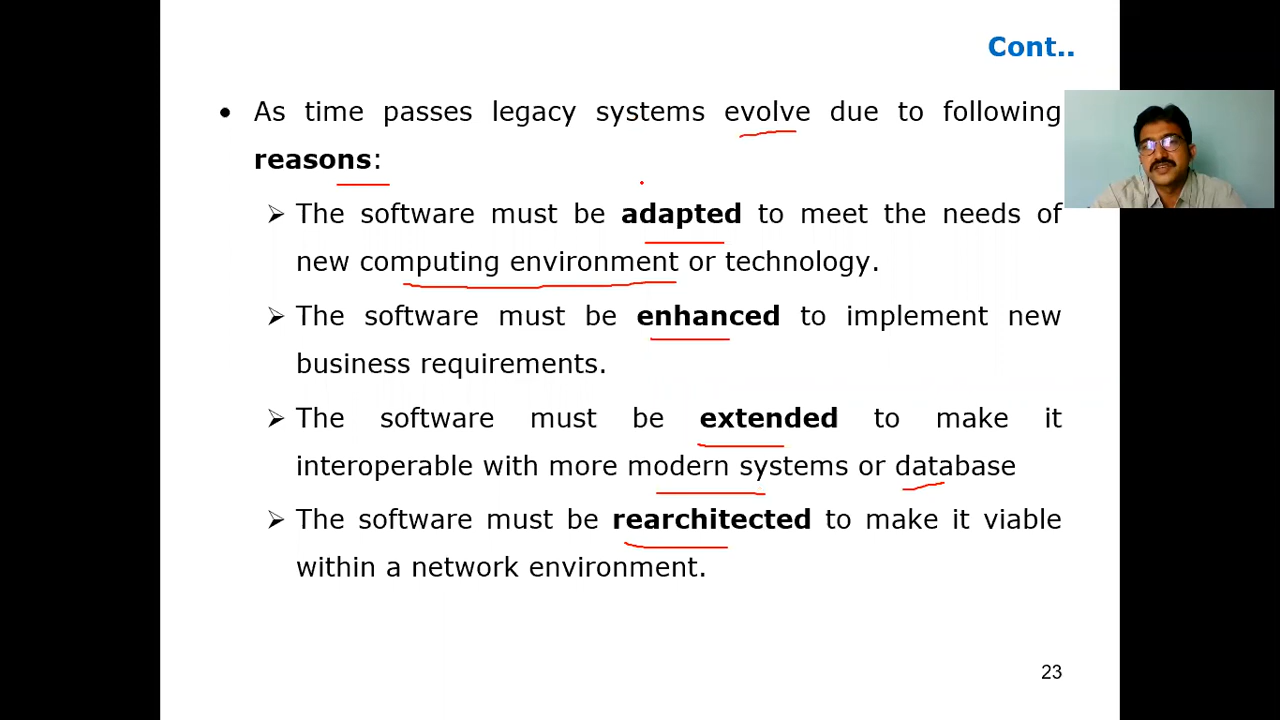 Cont..
• As time passes legacy systems evolve due to following
reasons:
➢ The software must be adapted to meet the needs of
new computing environment or technology.
➢ The software must be enhanced to implement new
business requirements.
➢ The software must be extended to make it
interoperable with more modern systems or database
➢ The software must be rearchitected to make it viable
within a network environment.
23